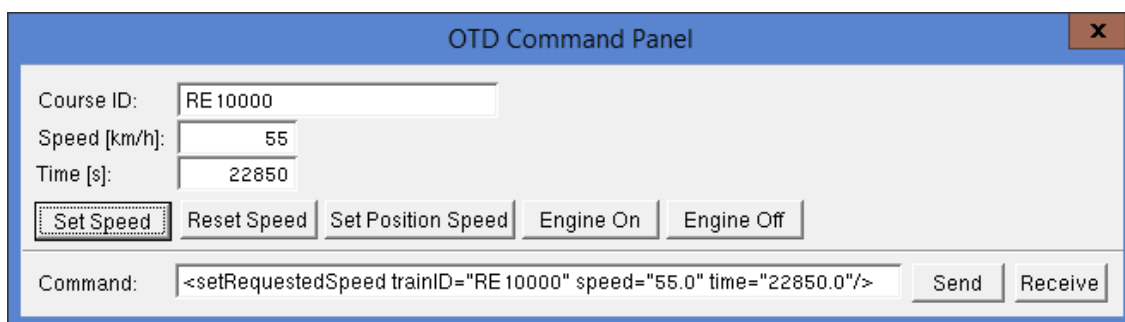 OTD Command Panel x
Course ID: RE10000
Speed [km/h]: 55
Time [s]: 22850
Set Speed Reset Speed Set Position Speed Engine On Engine Off
Command: <setRequestedSpeed trainID="RE10000" speed="55.0" time="22850.0"/> Send Receive